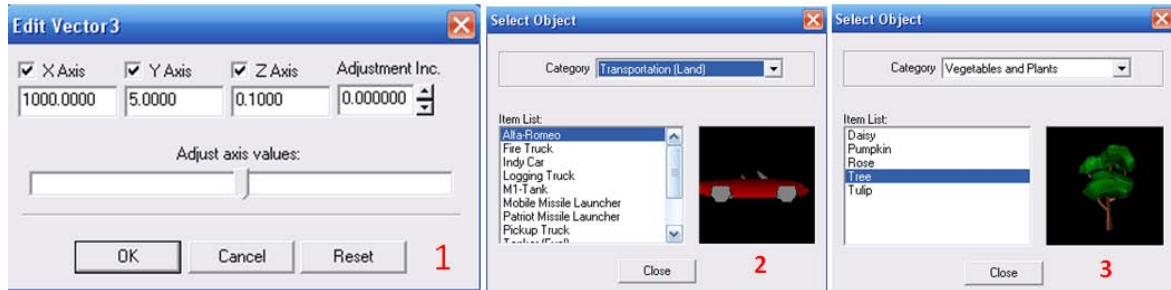 Edit Vector3
X Axis Y Axis Z Axis Adjustment Inc.
1000.0000 5.0000 0.1000 0.000000
Adjust axis values:
OK Cancel Reset 1
Select Object
Category Transportation (Land)
Item List:
Alfa-Romeo
Fire Truck
Indy Car
Logging Truck
M1-Tank
Mobile Missile Launcher
Patriot Missile Launcher
Pickup Truck
Close 2
Select Object
Category Vegetables and Plants
Item List:
Daisy
Pumpkin
Rose
Tree
Tulip
Close 3